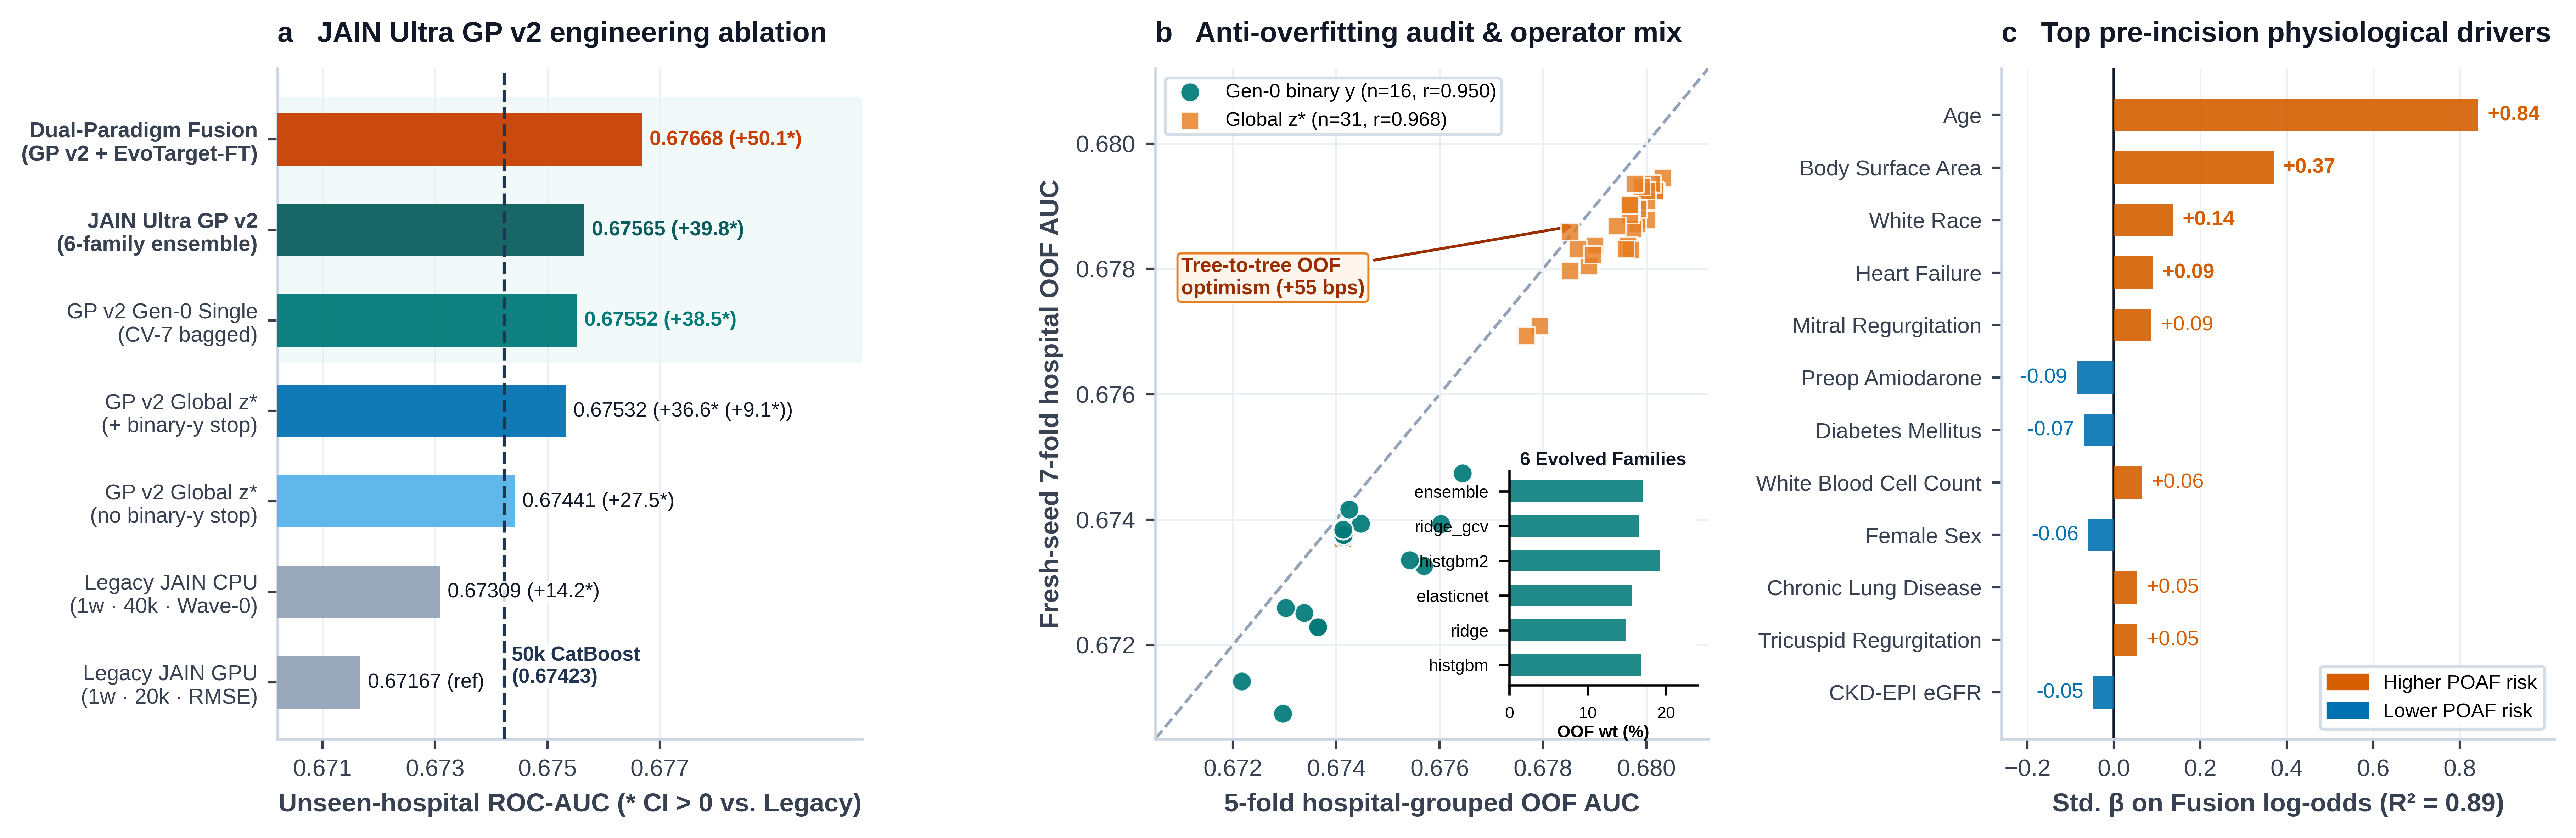 a JAIN Ultra GP v2 engineering ablation
Dual-Paradigm Fusion
(GP v2 + EvoTarget-FT)
0.67668 (+50.1*)
JAIN Ultra GP v2
(6-family ensemble)
0.67565 (+39.8*)
GP v2 Gen-0 Single
(CV-7 bagged)
0.67552 (+38.5*)
GP v2 Global z*
(+ binary-y stop)
0.67532 (+36.6* (+9.1*))
GP v2 Global z*
(no binary-y stop)
0.67441 (+27.5*)
Legacy JAIN CPU
(1w · 40k · Wave-0)
0.67309 (+14.2*)
Legacy JAIN GPU
(1w · 20k · RMSE)
0.67167 (ref)
50k CatBoost
(0.67423)
0.671 0.673 0.675 0.677
Unseen-hospital ROC-AUC (* CI > 0 vs. Legacy)
b Anti-overfitting audit & operator mix
Gen-0 binary y (n=16, r=0.950)
Global z* (n=31, r=0.968)
Fresh-seed 7-fold hospital OOF AUC
0.680
0.678
0.676
0.674
0.672
Tree-to-tree OOF
optimism (+55 bps)
6 Evolved Families
ensemble
ridge_gcv
histgbm2
elasticnet
ridge
histgbm
0 10 20
OOF wt (%)
0.672 0.674 0.676 0.678 0.680
5-fold hospital-grouped OOF AUC
c Top pre-incision physiological drivers
Age +0.84
Body Surface Area +0.37
White Race +0.14
Heart Failure +0.09
Mitral Regurgitation +0.09
Preop Amiodarone -0.09
Diabetes Mellitus -0.07
White Blood Cell Count +0.06
Female Sex -0.06
Chronic Lung Disease +0.05
Tricuspid Regurgitation +0.05
CKD-EPI eGFR -0.05
Higher POAF risk
Lower POAF risk
−0.2 0.0 0.2 0.4 0.6 0.8
Std. β on Fusion log-odds (R² = 0.89)